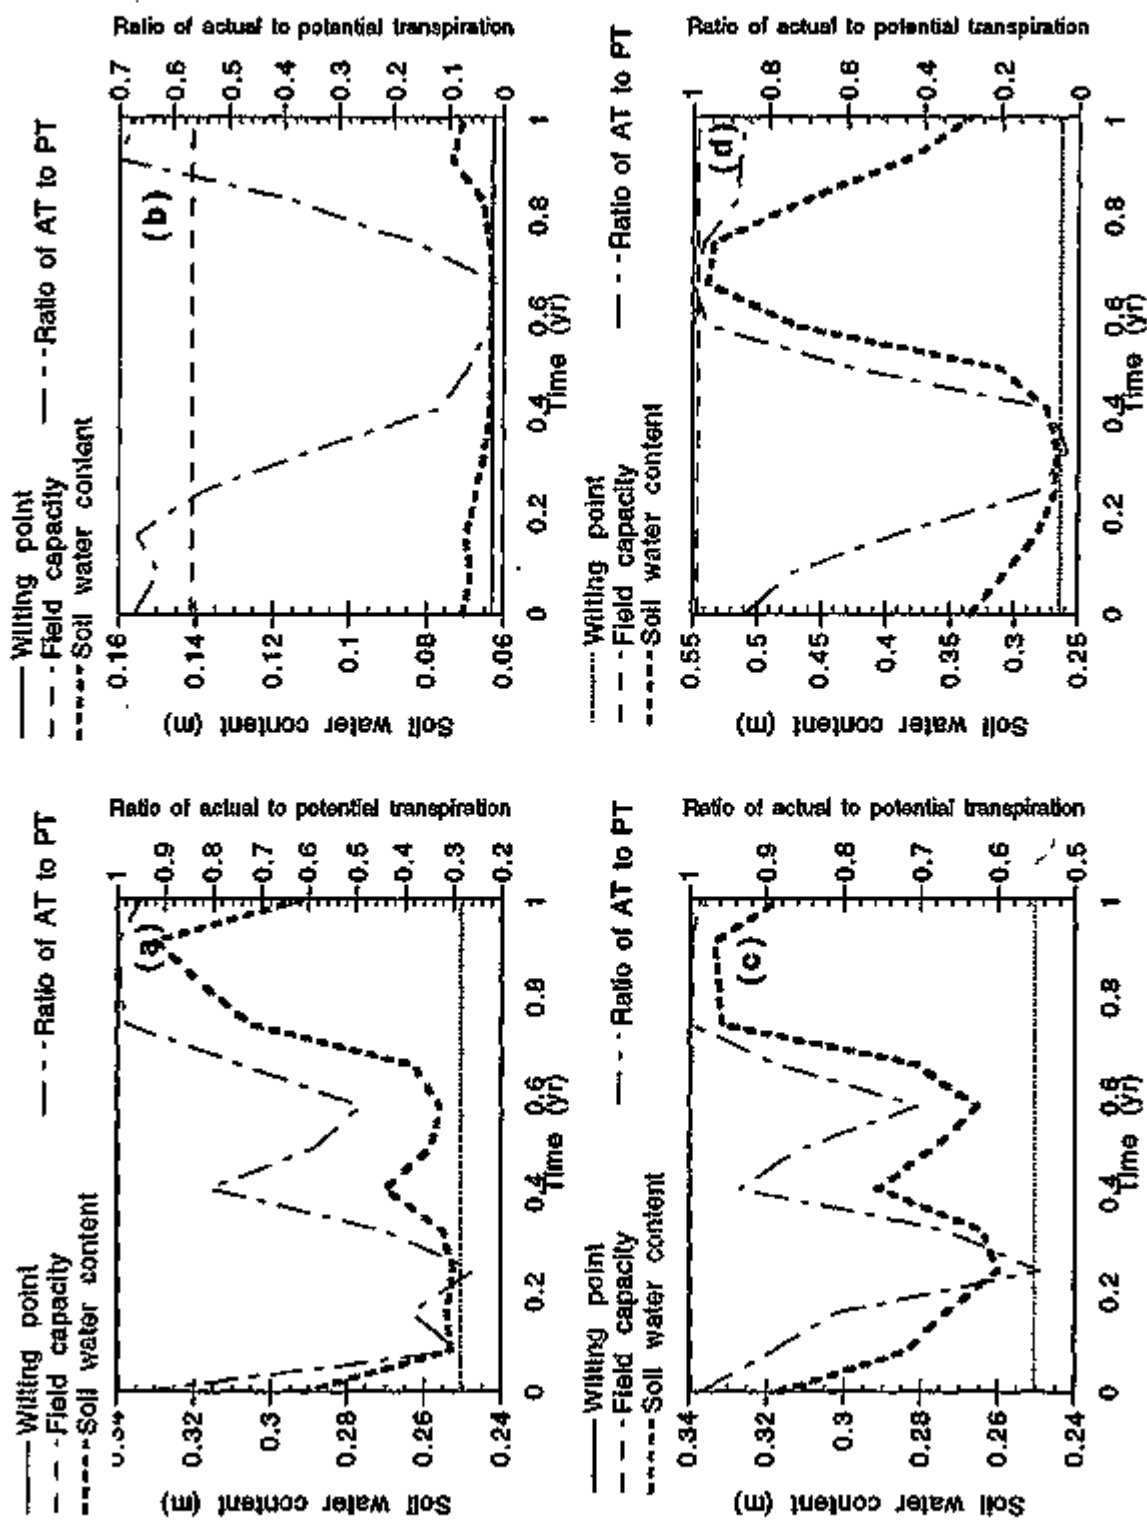 Wilting point
Field capacity
Ratio of AT to PT
Soil water content
Soil water content (m)
0.34
0.32
0.3
0.28
0.26
0.24
(a)
Ratio of actual to potential transpiration
1
0.9
0.8
0.7
0.6
0.5
0.4
0.3
0.2
0
0.2
0.4
0.6
0.8
1
Time (yr)
Wilting point
Field capacity
Ratio of AT to PT
Soil water content
Soil water content (m)
0.16
0.14
0.12
0.1
0.08
0.06
(b)
Ratio of actual to potential transpiration
0.7
0.6
0.5
0.4
0.3
0.2
0.1
0
0
0.2
0.4
0.6
0.8
1
Time (yr)
Wilting point
Field capacity
Ratio of AT to PT
Soil water content
Soil water content (m)
0.34
0.32
0.3
0.28
0.26
0.24
(c)
Ratio of actual to potential transpiration
1
0.9
0.8
0.7
0.6
0.5
0
0.2
0.4
0.6
0.8
1
Time (yr)
Wilting point
Field capacity
Ratio of AT to PT
Soil water content
Soil water content (m)
0.55
0.5
0.45
0.4
0.35
0.3
0.25
(d)
Ratio of actual to potential transpiration
1
0.8
0.6
0.4
0.2
0
0
0.2
0.4
0.6
0.8
1
Time (yr)